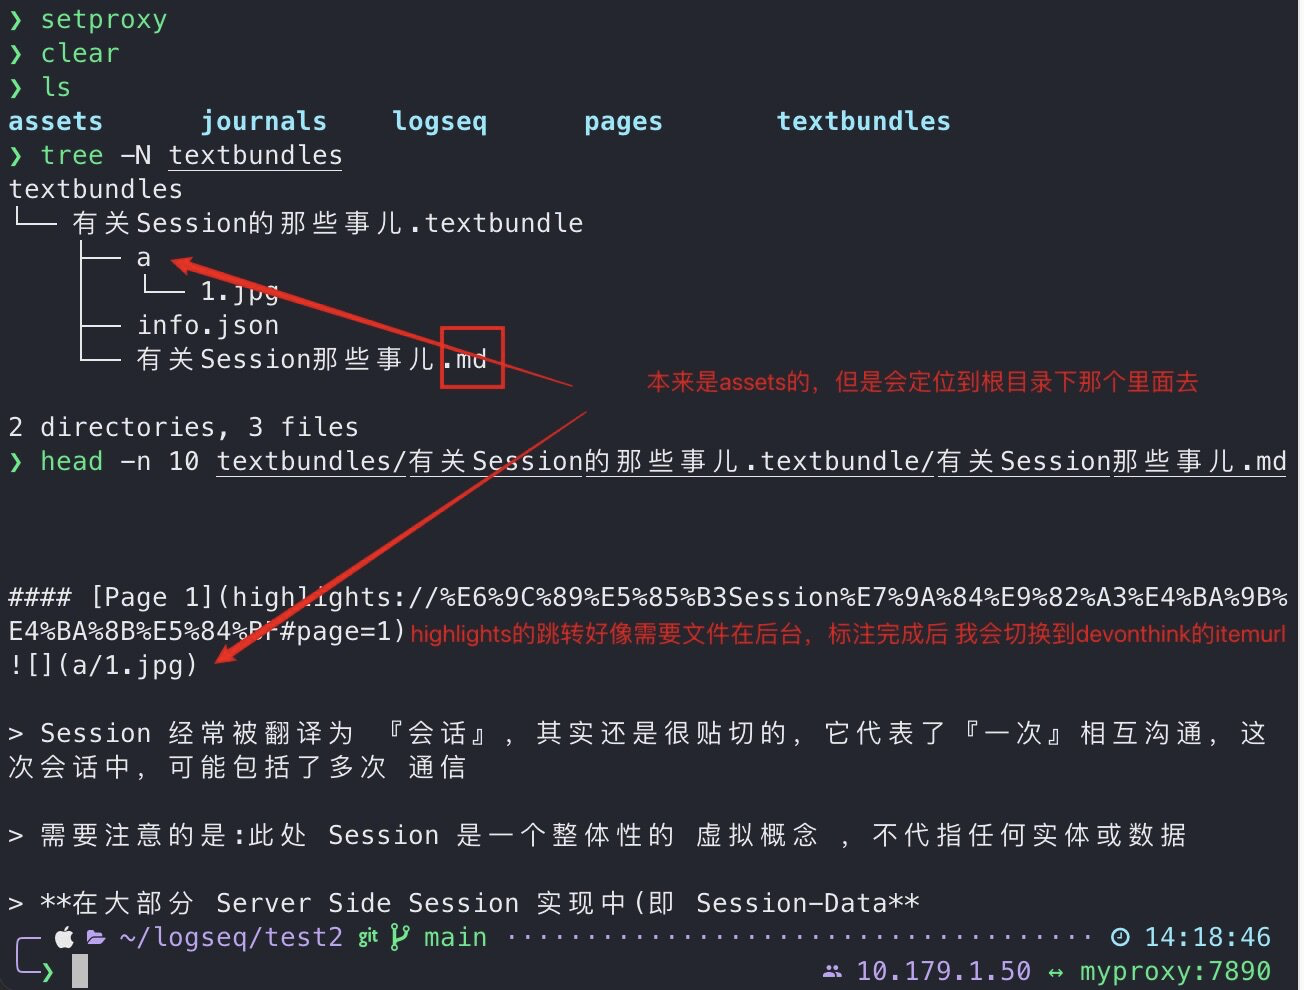 ❯ setproxy
❯ clear
❯ ls
assets journals logseq pages textbundles
❯ tree -N textbundles
textbundles
└── 有关Session的那些事儿.textbundle
├── a
└── 1.jpg
├── info.json
└── 有关Session那些事儿.md
本来是assets的，但是会定位到根目录下那个里面去
2 directories, 3 files
❯ head -n 10 textbundles/有关Session的那些事儿.textbundle/有关Session那些事儿.md
#### [Page 1](highlights://%E6%9C%89%E5%85%B3Session%E7%9A%84%E9%82%A3%E4%BA%9B%
E4%BA%8B%E5%84%BF#page=1)
highlights的跳转好像需要文件在后台，标注完成后 我会切换到devonthink的itemurl
![](a/1.jpg)
> Session 经常被翻译为 『会话』, 其实还是很贴切的, 它代表了『一次』相互沟通, 这
次会话中, 可能包括了多次 通信
> 需要注意的是:此处 Session 是一个整体性的 虚拟概念 , 不代指任何实体或数据
> **在大部分 Server Side Session 实现中(即 Session-Data**
~/logseq/test2 git main 14:18:46
❯ 10.179.1.50 ↔ myproxy:7890